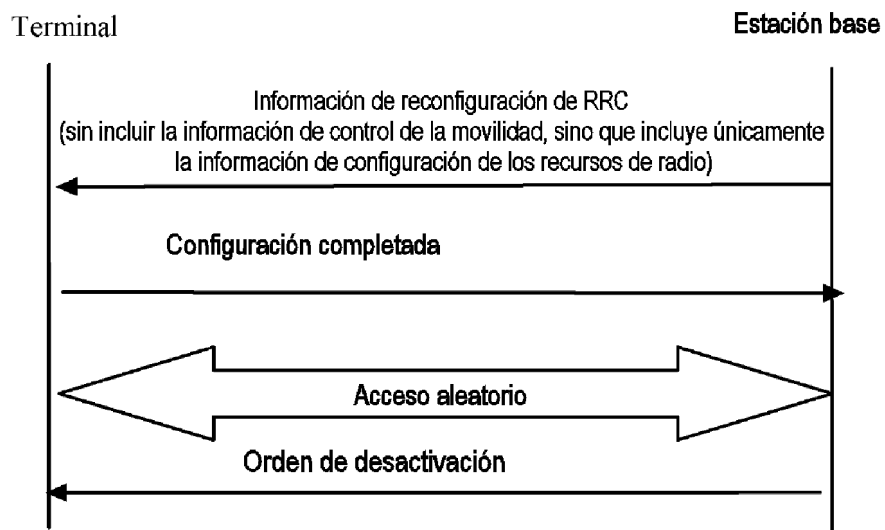 Terminal
Estación base
Información de reconfiguración de RRC
(sin incluir la información de control de la movilidad, sino que incluye únicamente
la información de configuración de los recursos de radio)
Configuración completada
Acceso aleatorio
Orden de desactivación